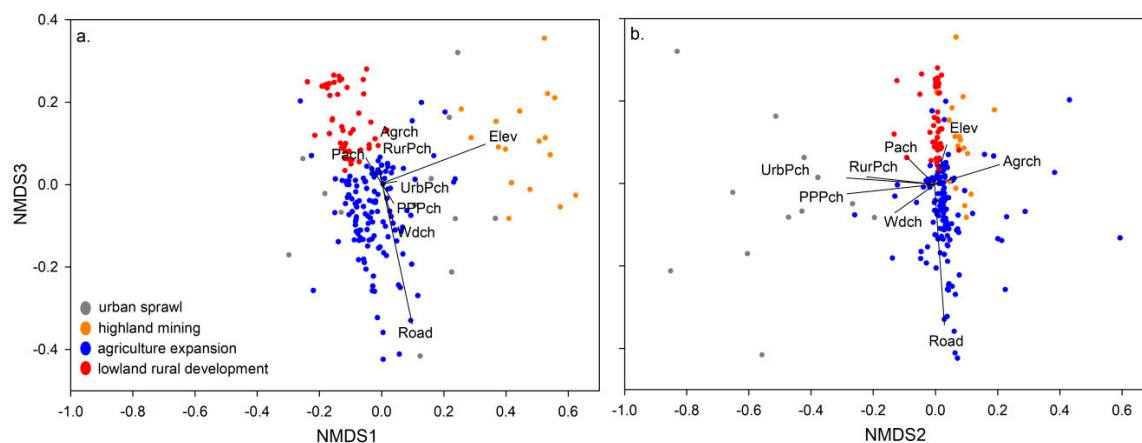 a.
0.4
0.2
0.0
-0.2
-0.4
NMDS3
Agrch
Elev
Pach
RurPch
UrbPch
PPPch
Wdch
Road
urban sprawl
highland mining
agriculture expansion
lowland rural development
-1.0
-0.8
-0.6
-0.4
-0.2
0.0
0.2
0.4
0.6
NMDS1
b.
Elev
Pach
Agrch
UrbPch
RurPch
PPPch
Wdch
Road
-1.0
-0.8
-0.6
-0.4
-0.2
0.0
0.2
0.4
0.6
NMDS2